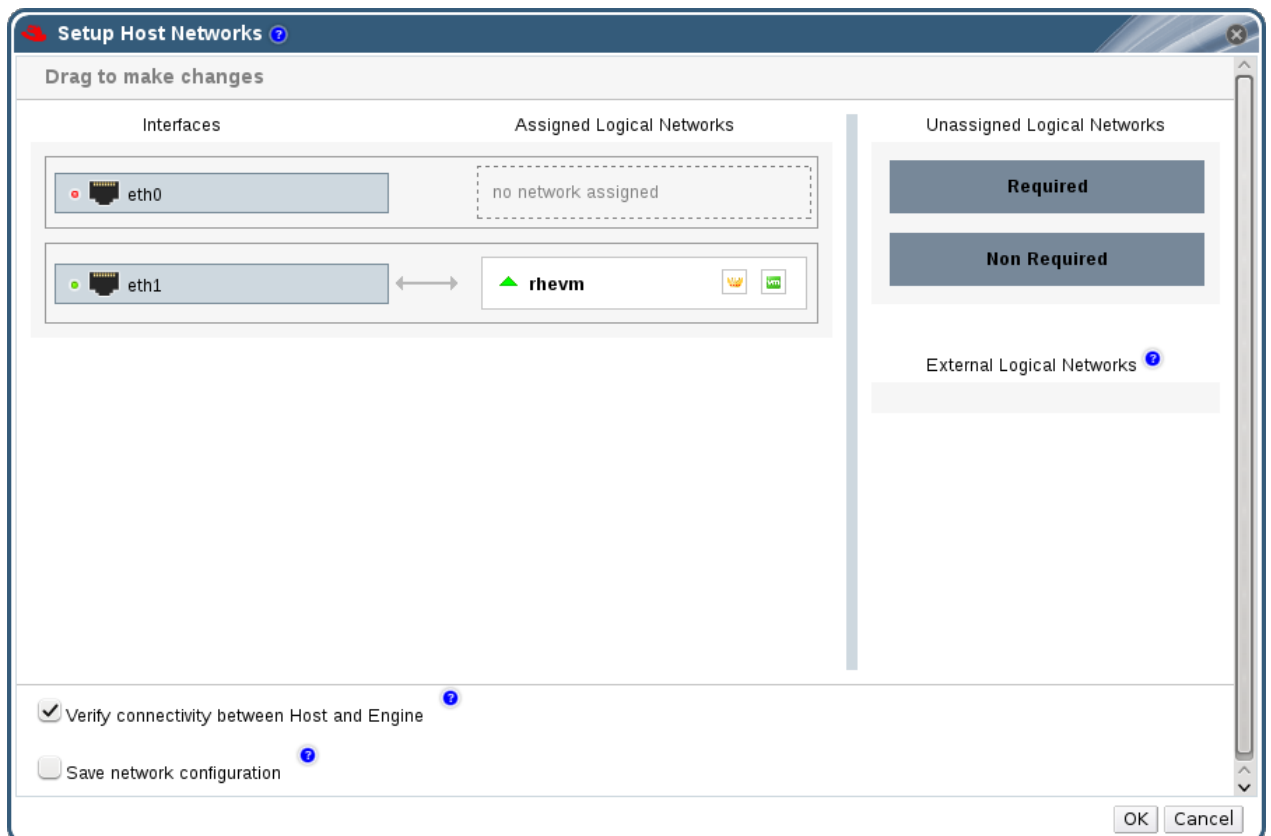 Setup Host Networks ?
Drag to make changes
Interfaces
Assigned Logical Networks
Unassigned Logical Networks
eth0
no network assigned
Required
eth1
rhevm
vm
Non Required
External Logical Networks ?
Verify connectivity between Host and Engine ?
Save network configuration ?
OK
Cancel